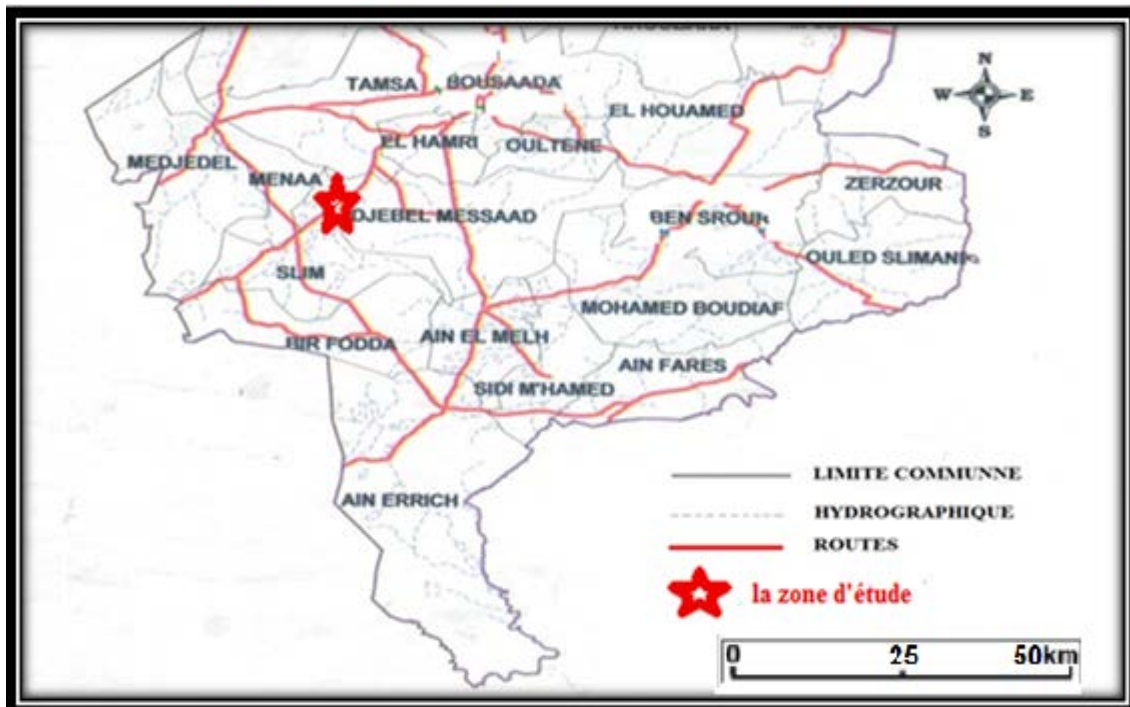 N
W E
S
TAMSA BOUSAADA
EL HOUAMED
EL HAMRI OULTENE
MEDJEDEL
MENAA
ZERZOUR
DJEBEL MESSAAD
BEN SROUR
SLIM
OULED SLIMANE
MOHAMED BOUDIAF
BIR FODDA
AIN EL MELH
AIN FARES
SIDI M'HAMED
AIN ERRICH
LIMITE COMMUNNE
HYDROGRAPHIQUE
ROUTES
la zone d'étude
0 25 50km